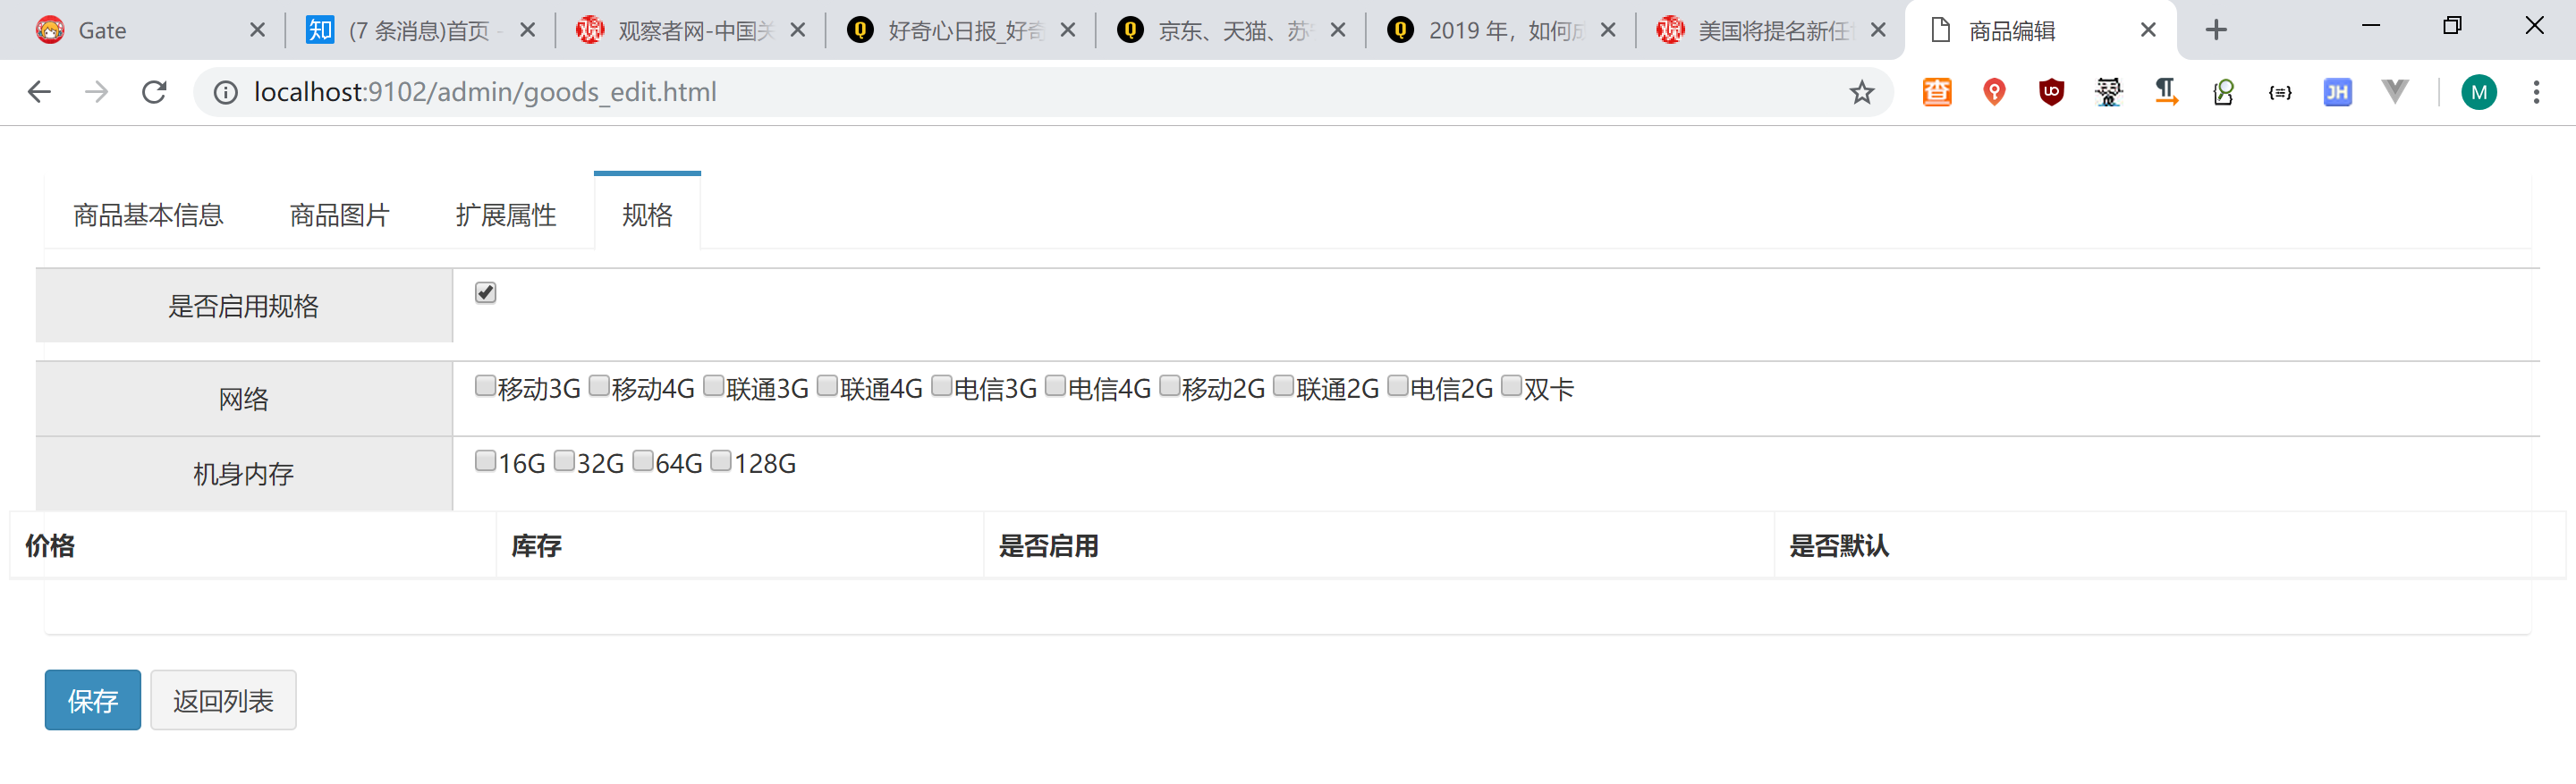 Gate
(7 条消息)首页 -
观察者网-中国关
好奇心日报_好奇
京东、天猫、苏
2019 年，如何成
美国将提名新任
商品编辑
localhost:9102/admin/goods_edit.html
M
商品基本信息 商品图片 扩展属性 规格
是否启用规格
网络 移动3G 移动4G 联通3G 联通4G 电信3G 电信4G 移动2G 联通2G 电信2G 双卡
机身内存 16G 32G 64G 128G
价格 库存 是否启用 是否默认
保存 返回列表